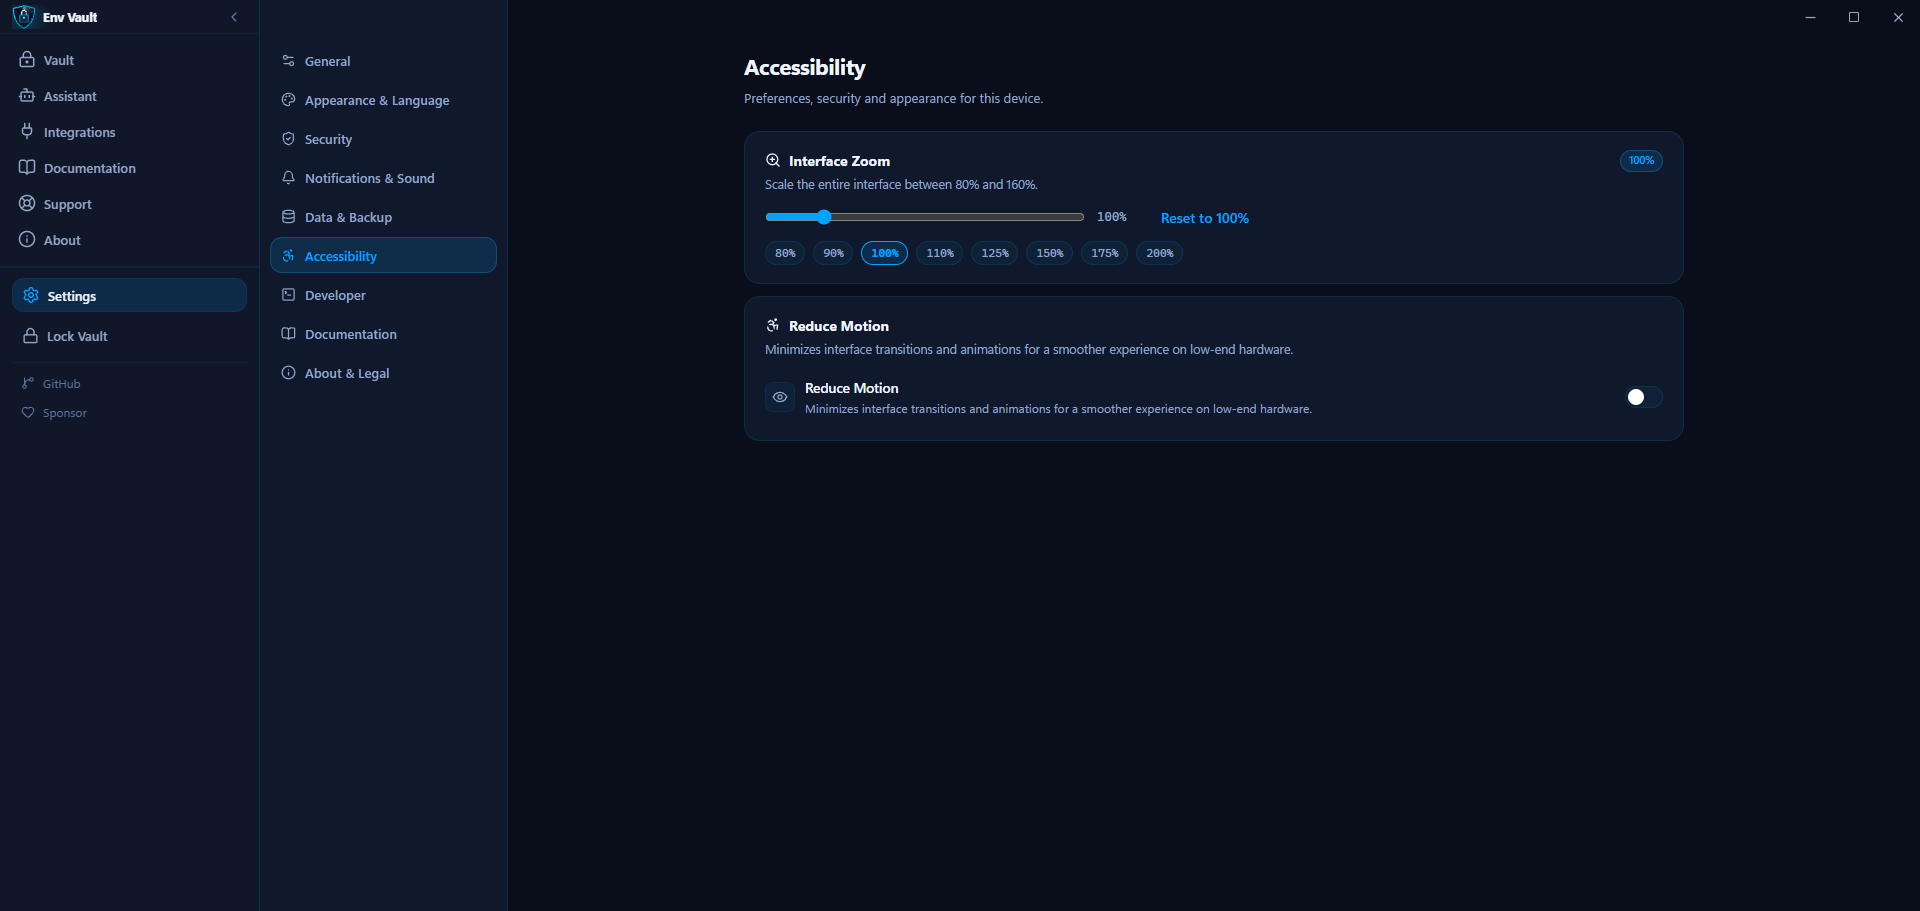 Env Vault
Vault
Assistant
Integrations
Documentation
Support
About
Settings
Lock Vault
GitHub
Sponsor
General
Appearance & Language
Security
Notifications & Sound
Data & Backup
Accessibility
Developer
Documentation
About & Legal
Accessibility
Preferences, security and appearance for this device.
Interface Zoom
100%
Scale the entire interface between 80% and 160%.
100%
Reset to 100%
80% 90% 100% 110% 125% 150% 175% 200%
Reduce Motion
Minimizes interface transitions and animations for a smoother experience on low-end hardware.
Reduce Motion
Minimizes interface transitions and animations for a smoother experience on low-end hardware.